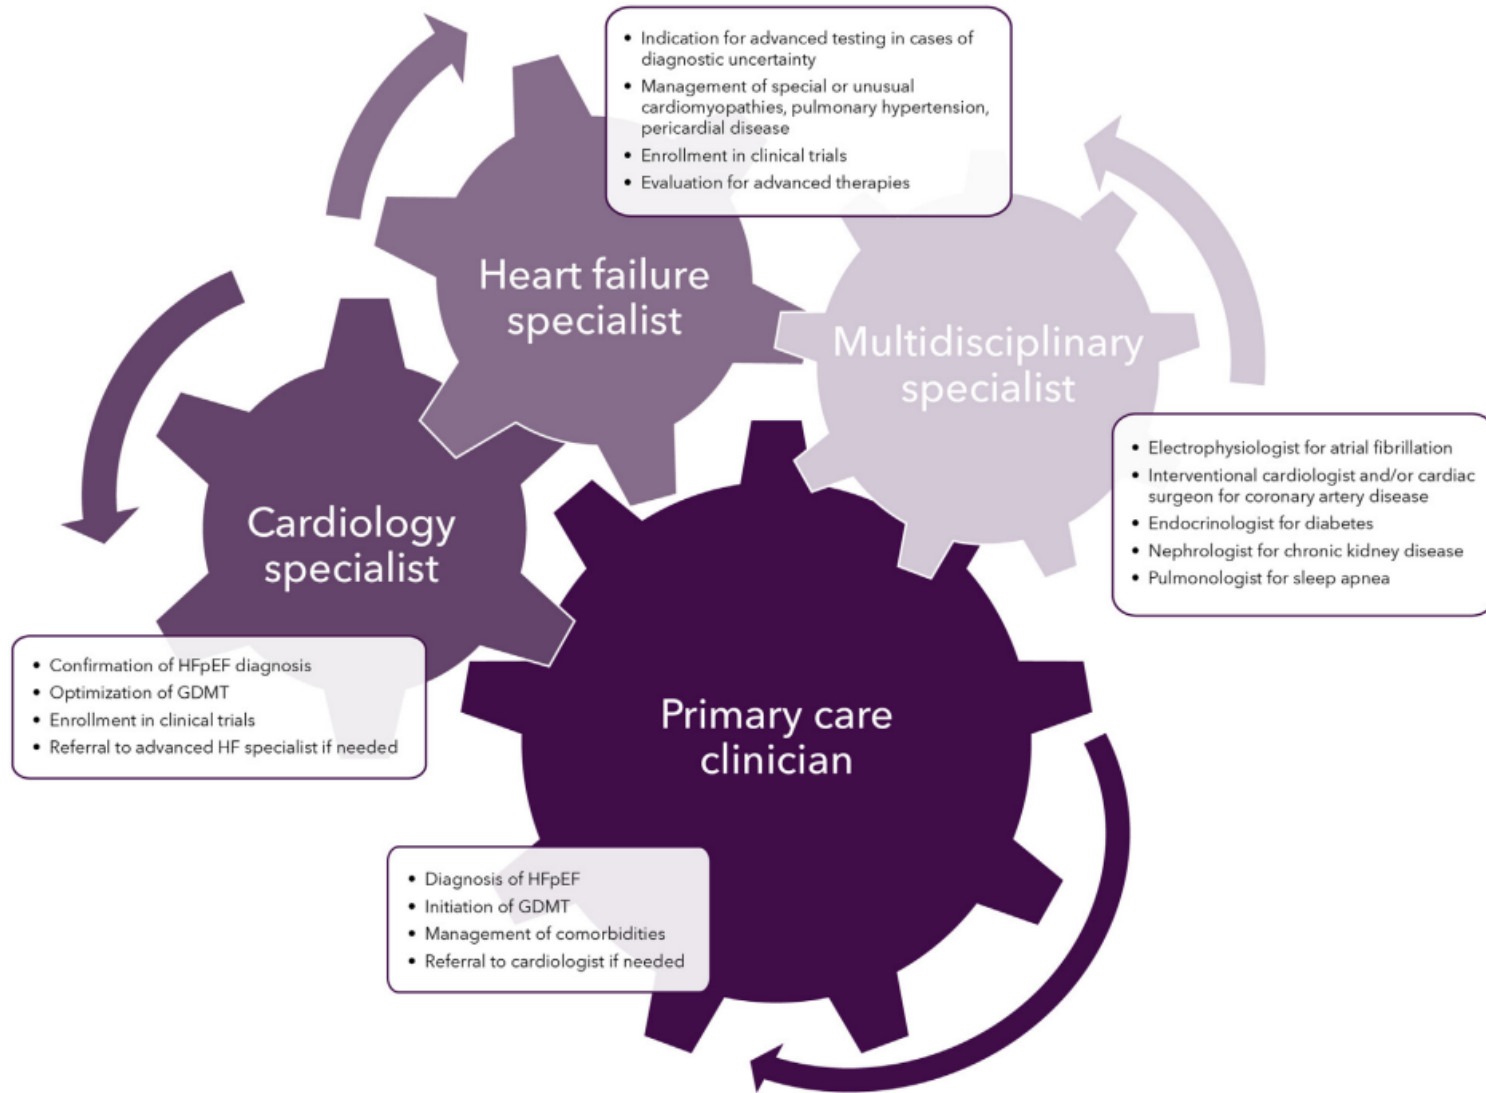 • Indication for advanced testing in cases of
diagnostic uncertainty
• Management of special or unusual
cardiomyopathies, pulmonary hypertension,
pericardial disease
• Enrollment in clinical trials
• Evaluation for advanced therapies
Heart failure
specialist
Multidisciplinary
specialist
• Electrophysiologist for atrial fibrillation
• Interventional cardiologist and/or cardiac
surgeon for coronary artery disease
• Endocrinologist for diabetes
• Nephrologist for chronic kidney disease
• Pulmonologist for sleep apnea
Cardiology
specialist
• Confirmation of HFpEF diagnosis
• Optimization of GDMT
• Enrollment in clinical trials
• Referral to advanced HF specialist if needed
Primary care
clinician
• Diagnosis of HFpEF
• Initiation of GDMT
• Management of comorbidities
• Referral to cardiologist if needed